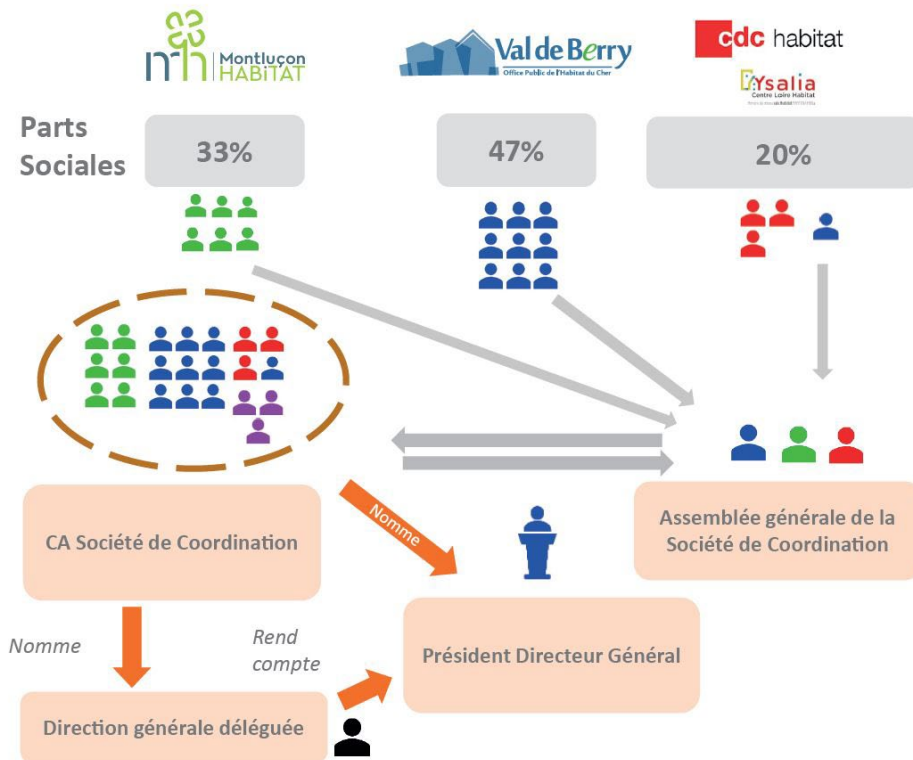 Montluçon
HABITAT
Val de Berry
Office Public de l'Habitat du Cher
cdc habitat
Ysalia
Centre Loire Habitat
Parts
Sociales
33%
47%
20%
CA Société de Coordination
Nomme
Assemblée générale de la
Société de Coordination
Nomme
Rend
compte
Président Directeur Général
Direction générale déléguée